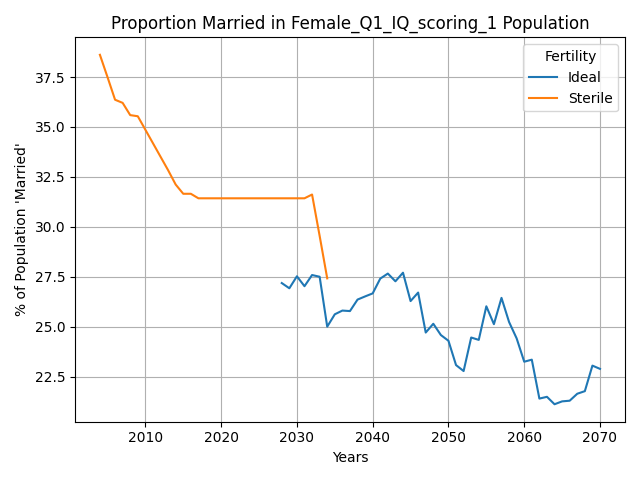 Proportion Married in Female_Q1_IQ_scoring_1 Population
Fertility
Ideal
Sterile
37.5
35.0
32.5
30.0
27.5
25.0
22.5
% of Population 'Married'
2010 2020 2030 2040 2050 2060 2070
Years